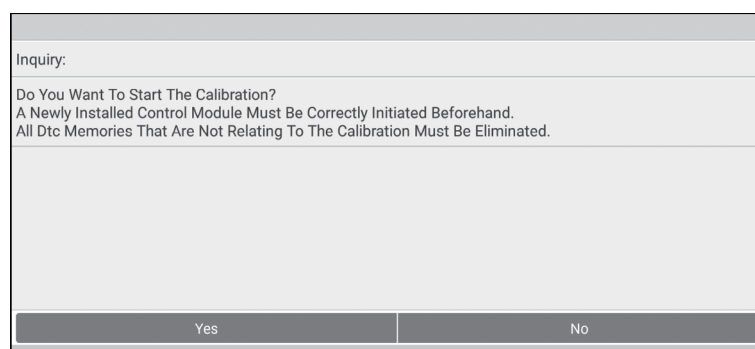 Inquiry:
Do You Want To Start The Calibration?
A Newly Installed Control Module Must Be Correctly Initiated Beforehand.
All Dtc Memories That Are Not Relating To The Calibration Must Be Eliminated.
Yes
No